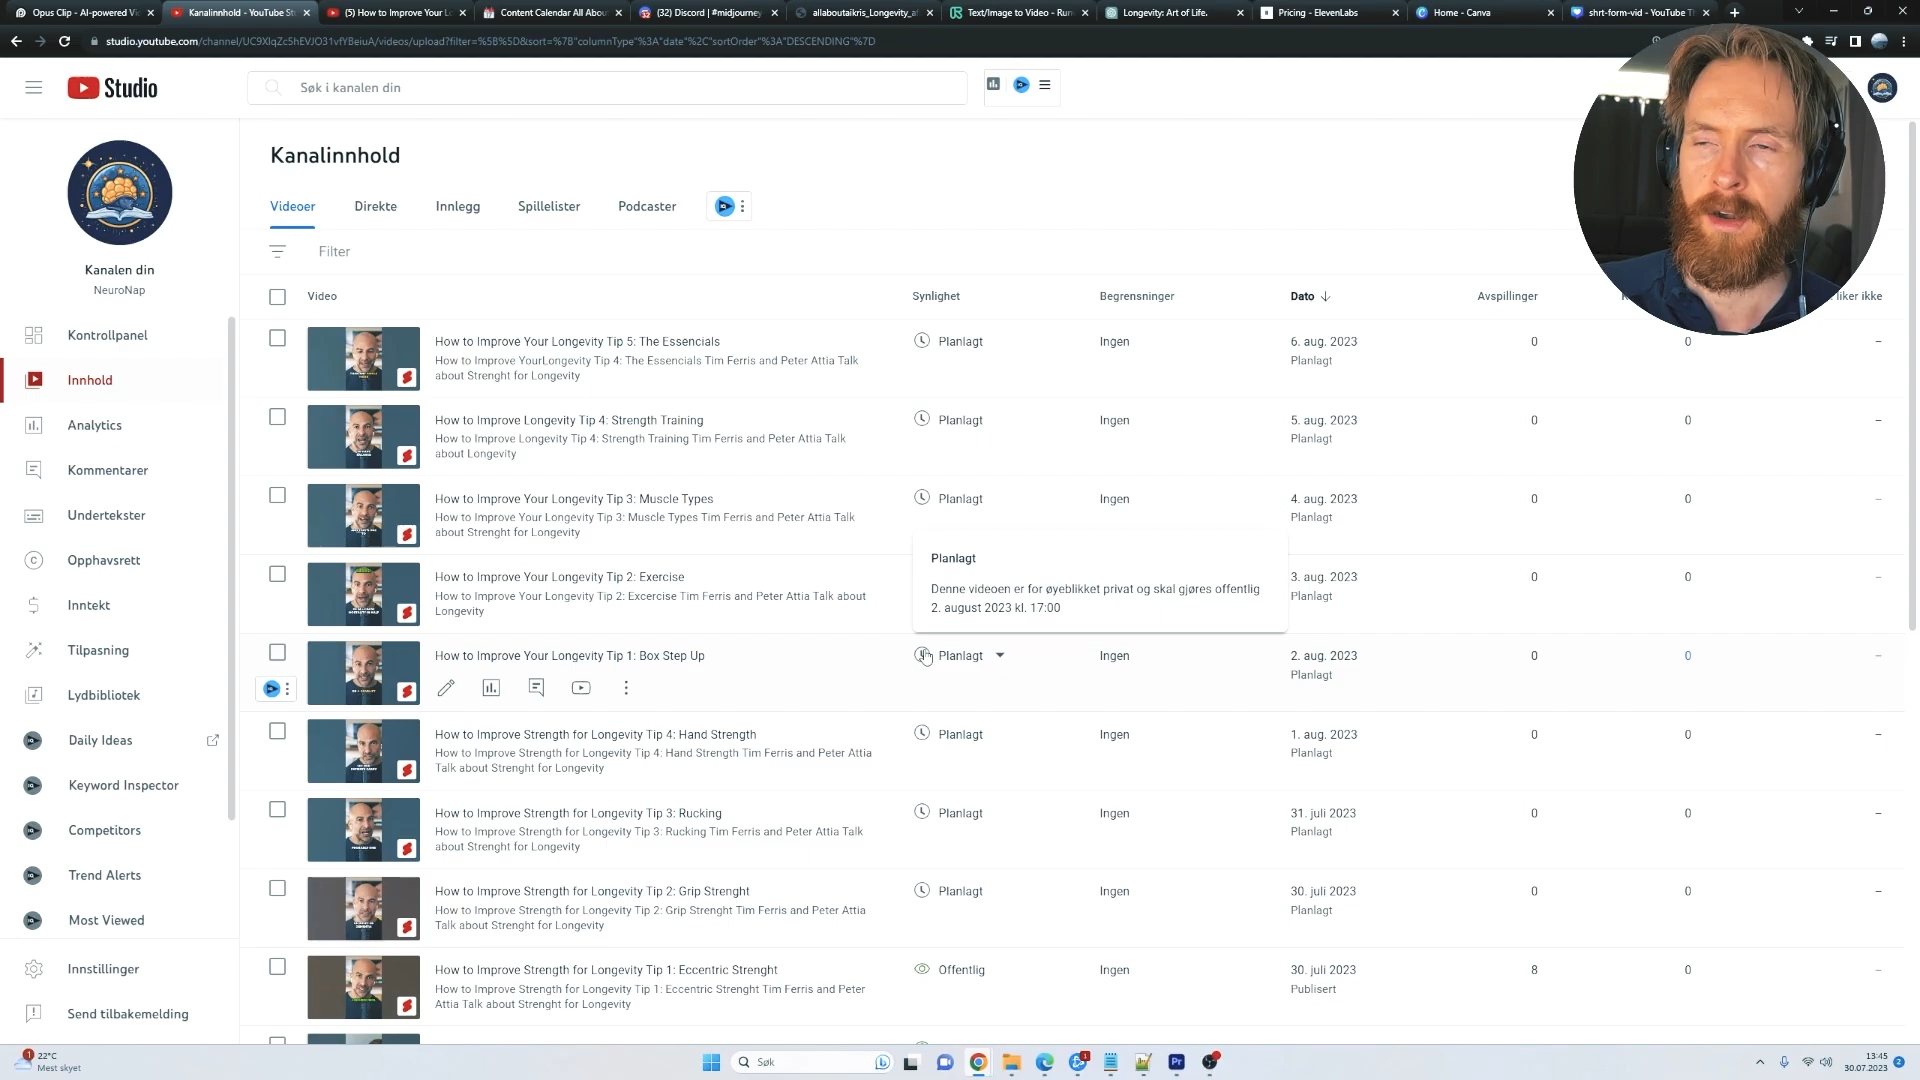 Opus Clip - AI-powered Vi
Kanalinnhold - YouTube St
(5) How to Improve Your L
Content Calendar All Abou
(32) Discord | #midjourney
allaboutaikris_Longevity_a
Text/Image to Video - Run
Longevity: Art of Life.
Pricing - ElevenLabs
Home - Canva
shrt-form-vid - YouTube T
Studio
Søk i kanalen din
Kanalinnhold
Videoer Direkte Innlegg Spillelister Podcaster
Filter
Kanalen din
NeuroNap
Kontrollpanel
Innhold
Analytics
Kommentarer
Undertekster
Opphavsrett
Inntekt
Tilpasning
Lydbibliotek
Daily Ideas
Keyword Inspector
Competitors
Trend Alerts
Most Viewed
Innstillinger
Send tilbakemelding
Video Synlighet Begrensninger Dato Avspillinger liker ikke
How to Improve Your Longevity Tip 5: The Essencials Planlagt Ingen 6. aug. 2023 0 0 –
How to Improve YourLongevity Tip 4: The Essencials Tim Ferris and Peter Attia Talk Planlagt
about Strenght for Longevity
How to Improve Longevity Tip 4: Strength Training Planlagt Ingen 5. aug. 2023 0 0 –
How to Improve Longevity Tip 4: Strength Training Tim Ferris and Peter Attia Talk Planlagt
about Longevity
How to Improve Your Longevity Tip 3: Muscle Types Planlagt Ingen 4. aug. 2023 0 0 –
How to Improve Your Longevity Tip 3: Muscle Types Tim Ferris and Peter Attia Talk Planlagt
about Strenght for Longevity
How to Improve Your Longevity Tip 2: Exercise 3. aug. 2023 0 0 –
How to Improve Your Longevity Tip 2: Excercise Tim Ferris and Peter Attia Talk about Planlagt
Longevity
Planlagt
Denne videoen er for øyeblikket privat og skal gjøres offentlig
2. august 2023 kl. 17:00
How to Improve Your Longevity Tip 1: Box Step Up Planlagt Ingen 2. aug. 2023 0 0 –
Planlagt
How to Improve Strength for Longevity Tip 4: Hand Strength Planlagt Ingen 1. aug. 2023 0 0 –
How to Improve Strength for Longevity Tip 4: Hand Strength Tim Ferris and Peter Attia Planlagt
Talk about Strenght for Longevity
How to Improve Strength for Longevity Tip 3: Rucking Planlagt Ingen 31. juli 2023 0 0 –
How to Improve Strength for Longevity Tip 3: Rucking Tim Ferris and Peter Attia Talk Planlagt
about Strenght for Longevity
How to Improve Strength for Longevity Tip 2: Grip Strenght Planlagt Ingen 30. juli 2023 0 0 –
How to Improve Strength for Longevity Tip 2: Grip Strenght Tim Ferris and Peter Attia Planlagt
Talk about Strenght for Longevity
How to Improve Strength for Longevity Tip 1: Eccentric Strenght Offentlig Ingen 30. juli 2023 8 0 –
How to Improve Strength for Longevity Tip 1: Eccentric Strenght Tim Ferris and Peter Publisert
Attia Talk about Strenght for Longevity
22°C
Mest skyet
Søk
13:45
30.07.2023